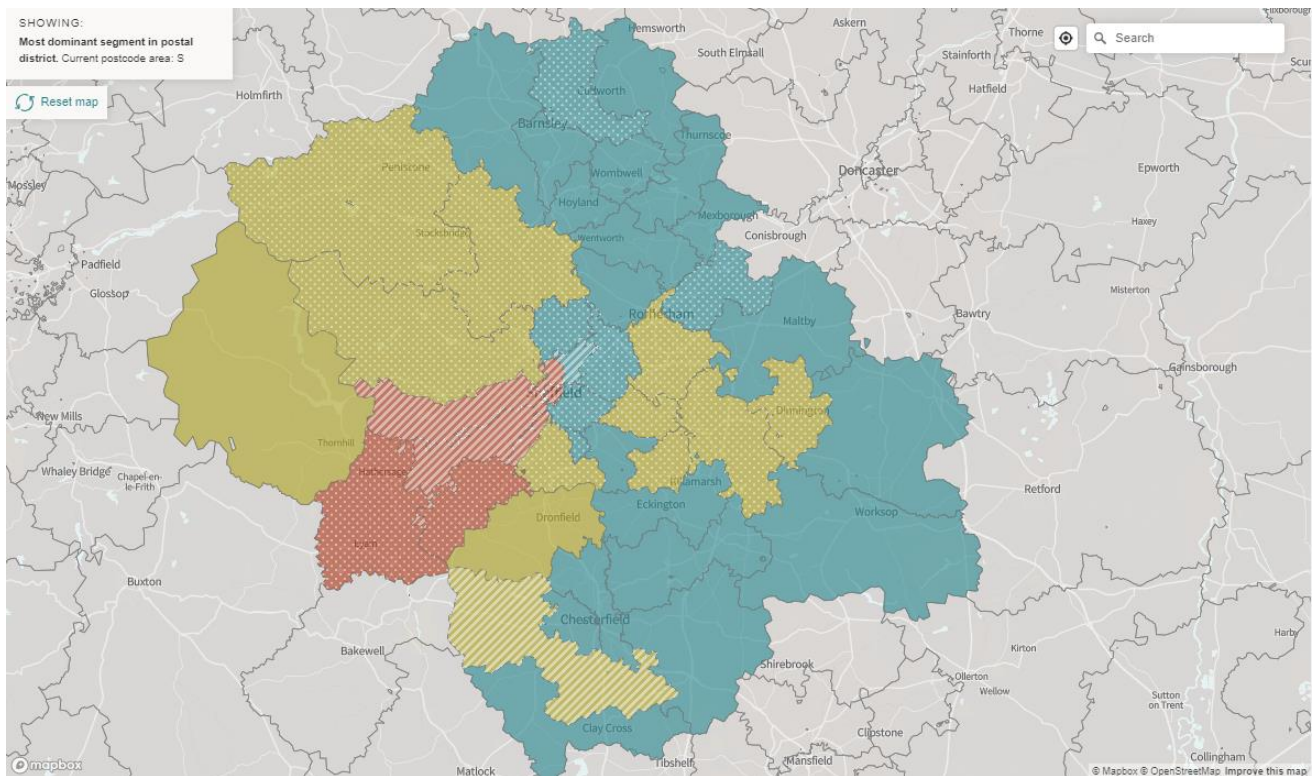 SHOWING:
Most dominant segment in postal
district. Current postcode area: S
Reset map
Search
Hemsworth
Askern
Thorne
South Elmsall
Stainforth
Hatfield
Holmfirth
Cudworth
Barnsley
Thurnscoe
Penistone
Wombwell
Doncaster
Epworth
Mossley
Hoyland
Mexborough
Haxey
Stocksbridge
Wentworth
Conisbrough
Padfield
Glossop
Misterton
Rotherham
Maltby
Bawtry
Gainsborough
Sheffield
New Mills
Dinnington
Thornhill
Whaley Bridge
Chapel-en-
le-Frith
Hathersage
Killamarsh
Retford
Eckington
Worksop
Dronfield
Eyam
Buxton
Chesterfield
Bakewell
Shirebrook
Kirton
Ollerton
Wellow
Sutton
on Trent
Clay Cross
Clipstone
Tibshelf
Mansfield
Collingham
Matlock
mapbox
© Mapbox © OpenStreetMap Improve this map